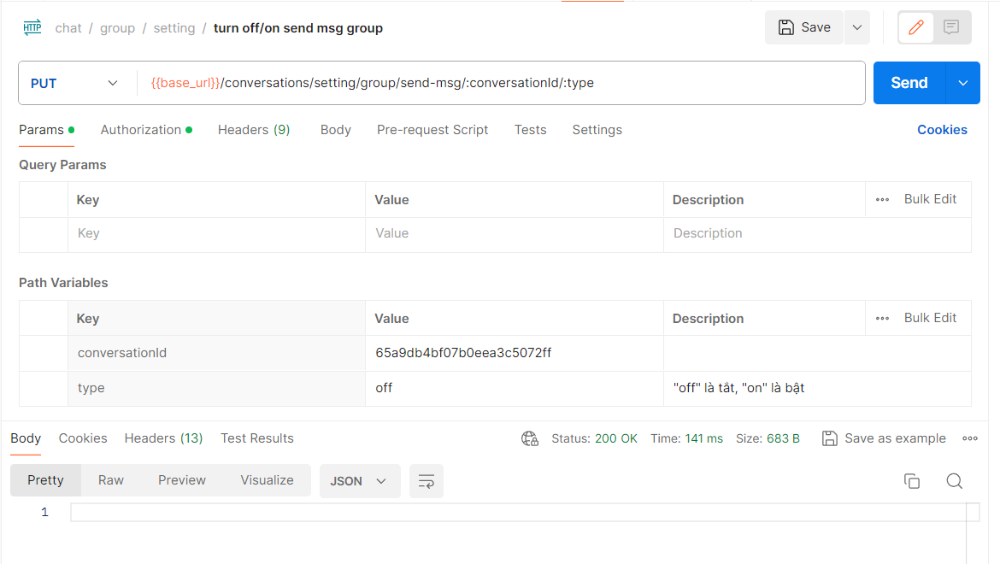 HTTP chat / group / setting / turn off/on send msg group Save
PUT {{base_url}}/conversations/setting/group/send-msg/:conversationId/:type Send
Params Authorization Headers (9) Body Pre-request Script Tests Settings Cookies
Query Params
Key Value Description Bulk Edit
Key Value Description
Path Variables
Key Value Description Bulk Edit
conversationId 65a9db4bf07b0eea3c5072ff
type off "off" là tắt, "on" là bật
Body Cookies Headers (13) Test Results Status: 200 OK Time: 141 ms Size: 683 B Save as example
Pretty Raw Preview Visualize JSON
1